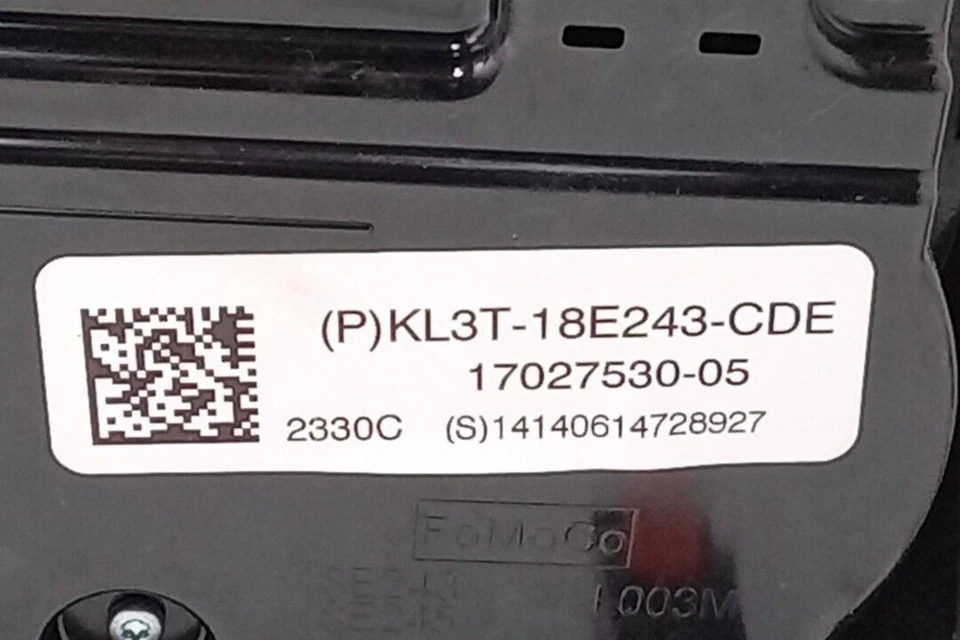 (P)KL3T-18E243-CDE
17027530-05
2330C (S)14140614728927
FoMoCo